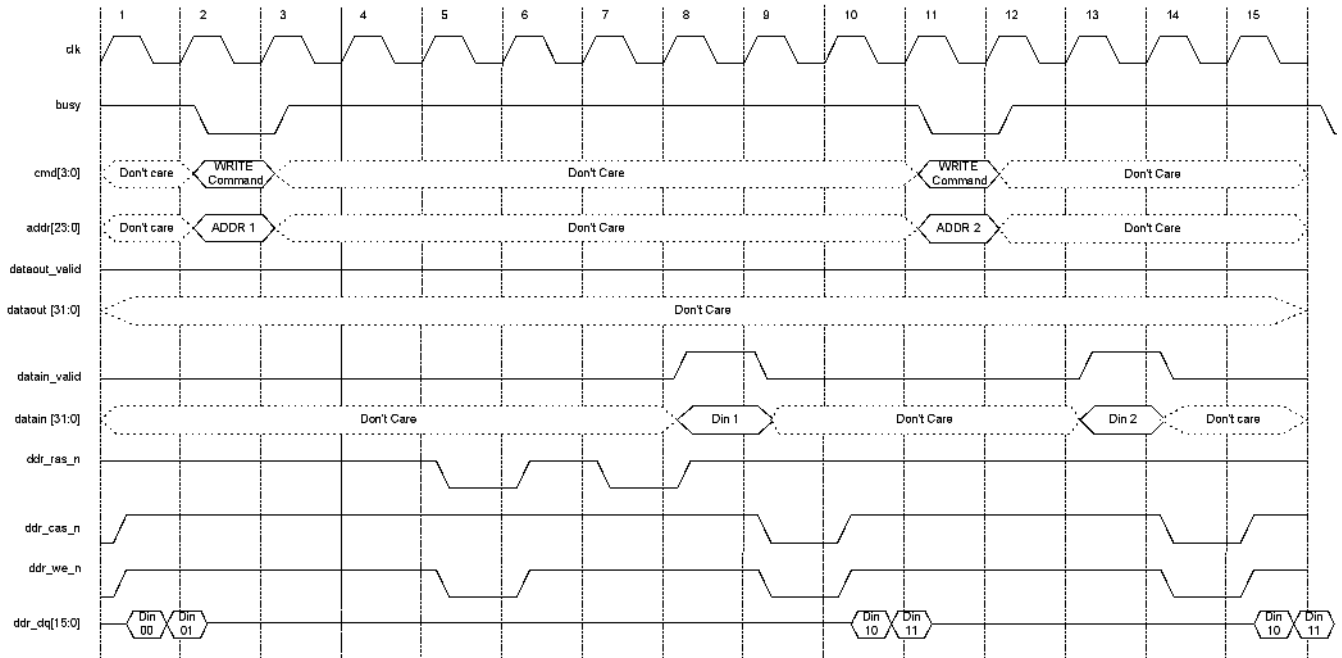 1 2 3 4 5 6 7 8 9 10 11 12 13 14 15
clk
busy
cmd[3:0] Don't care WRITE Command Don't Care WRITE Command Don't Care
addr[23:0] Don't care ADDR 1 Don't Care ADDR 2 Don't Care
dataout_valid
dataout [31:0] Don't Care
datain_valid
datain [31:0] Don't Care Din 1 Don't Care Din 2 Don't care
ddr_ras_n
ddr_cas_n
ddr_we_n
ddr_dq[15:0] Din 00 Din 01 Din 10 Din 11 Din 10 Din 11